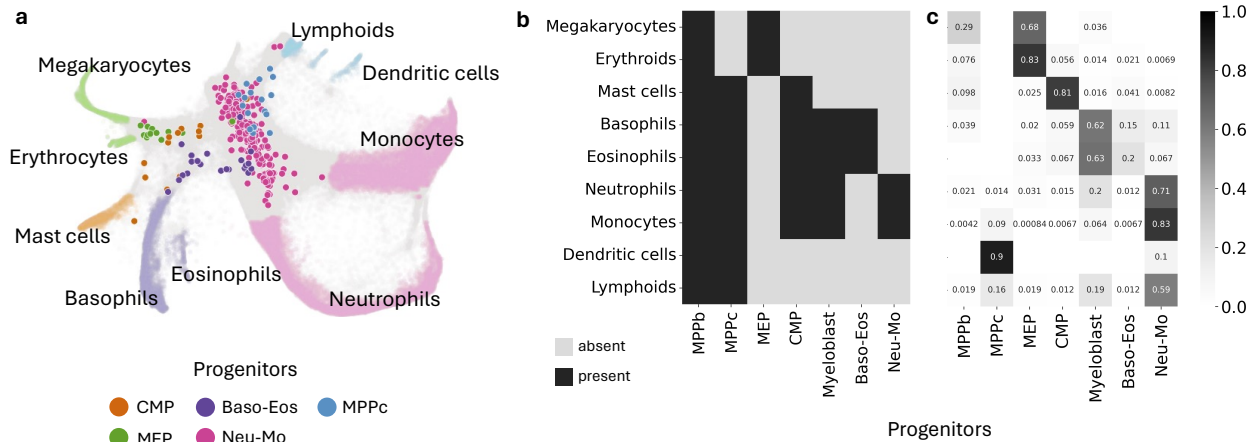 a
Lymphoids
Megakaryocytes
Dendritic cells
Monocytes
Erythrocytes
Mast cells
Eosinophils
Basophils
Neutrophils
Progenitors
CMP Baso-Eos MPPc
MEP Neu-Mo
b
Megakaryocytes
Erythroids
Mast cells
Basophils
Eosinophils
Neutrophils
Monocytes
Dendritic cells
Lymphoids
MPPb
MPPc
MEP
CMP
Myeloblast
Baso-Eos
Neu-Mo
absent
present
c
0.29 0.68 0.036
0.076 0.83 0.056 0.014 0.021 0.0069
0.098 0.025 0.81 0.016 0.041 0.0082
0.039 0.02 0.059 0.62 0.15 0.11
0.033 0.067 0.63 0.2 0.067
0.021 0.014 0.031 0.015 0.2 0.012 0.71
0.0042 0.09 0.00084 0.0067 0.064 0.0067 0.83
0.9 0.1
0.019 0.16 0.019 0.012 0.19 0.012 0.59
MPPb
MPPc
MEP
CMP
Myeloblast
Baso-Eos
Neu-Mo
1.0
0.8
0.6
0.4
0.2
0.0
Progenitors